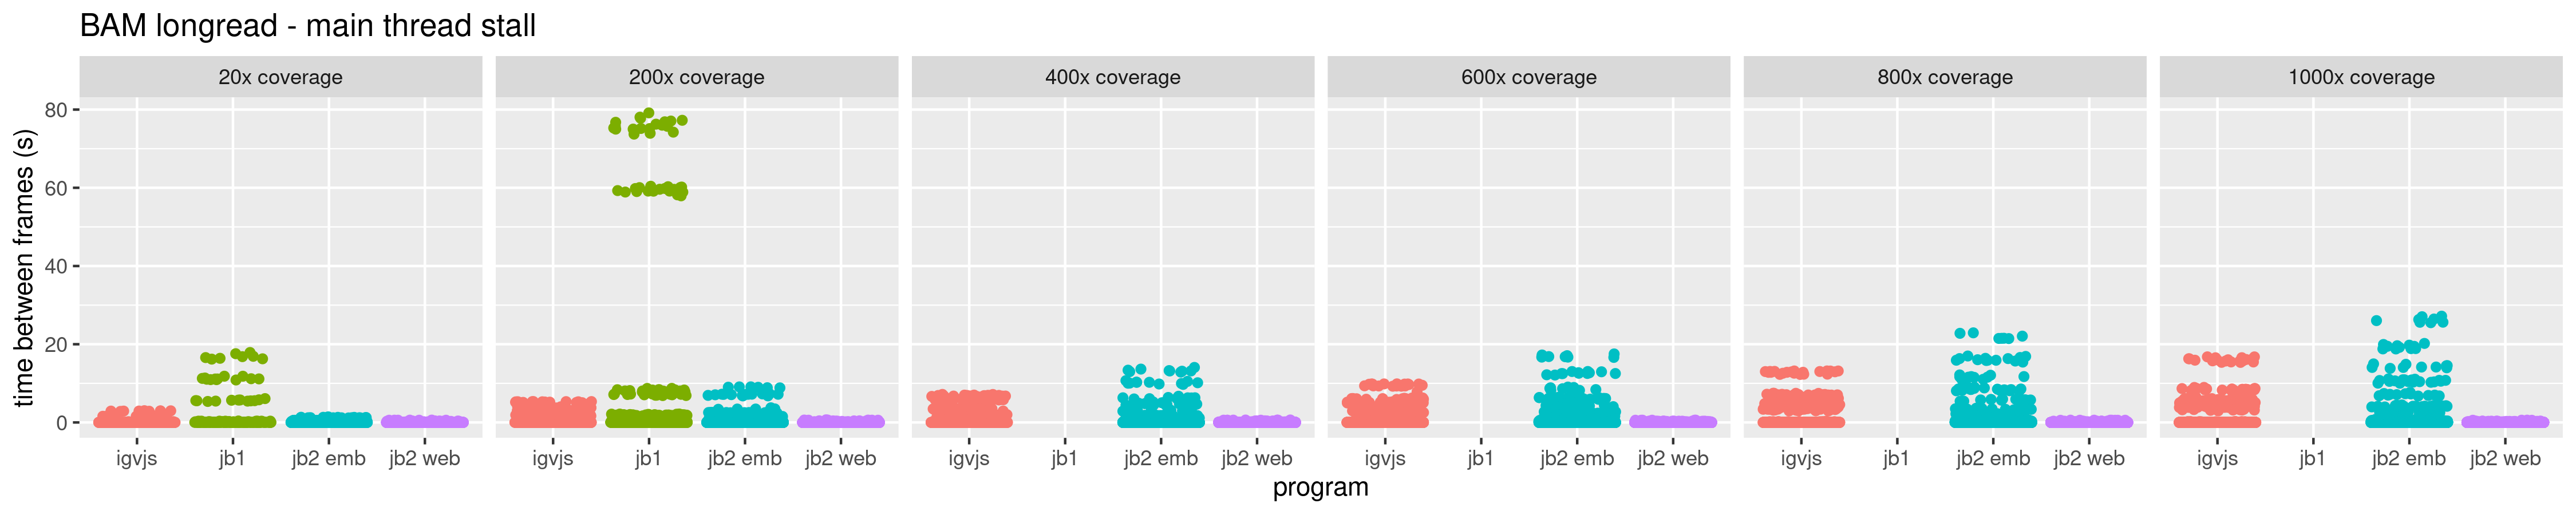 BAM longread - main thread stall
20x coverage 200x coverage 400x coverage 600x coverage 800x coverage 1000x coverage
time between frames (s)
80
60
40
20
0
igvjs jb1 jb2 emb jb2 web igvjs jb1 jb2 emb jb2 web igvjs jb1 jb2 emb jb2 web igvjs jb1 jb2 emb jb2 web igvjs jb1 jb2 emb jb2 web igvjs jb1 jb2 emb jb2 web
program